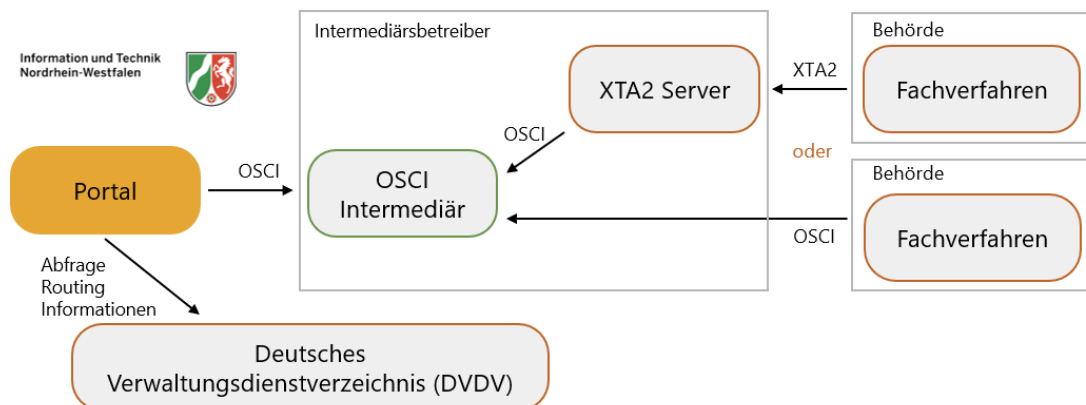 Information und Technik
Nordrhein-Westfalen
Intermediärsbetreiber
Behörde
XTA2 Server
XTA2
Fachverfahren
OSCI
oder
Portal
OSCI
OSCI
Intermediär
Behörde
OSCI
Fachverfahren
Abfrage
Routing
Informationen
Deutsches
Verwaltungsdienstverzeichnis (DVDV)